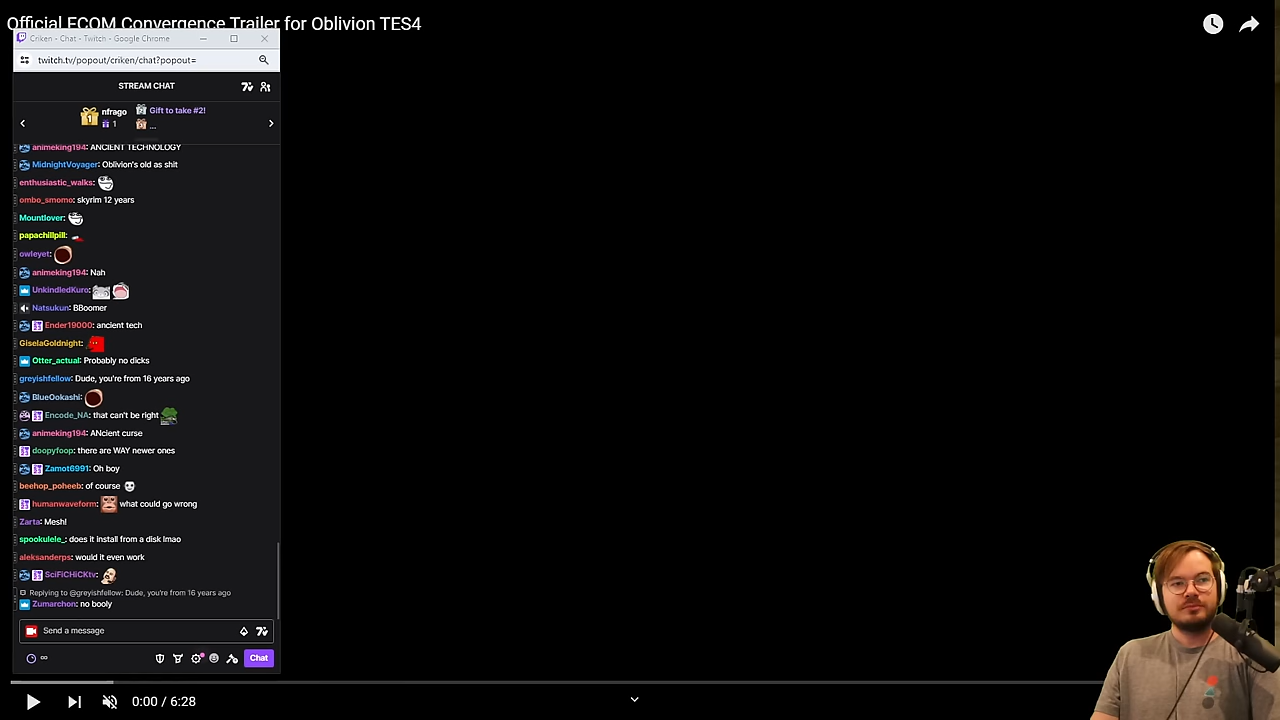 Official FCOM Convergence Trailer for Oblivion TES4
Criken - Chat - Twitch - Google Chrome
twitch.tv/popout/criken/chat?popout=
STREAM CHAT
nfrago
1
Gift to take #2!
...
animeking194: ANCIENT TECHNOLOGY
MidnightVoyager: Oblivion's old as shit
enthusiastic_walks:
ombo_smomo: skyrim 12 years
Mountlover:
papachillpill:
owleyet:
animeking194: Nah
UnkindledKuro:
Natsukun: BBoomer
Ender19000: ancient tech
GiselaGoldnight:
Otter_actual: Probably no dicks
greyishfellow: Dude, you're from 16 years ago
BlueOokashi:
Encode_NA: that can't be right
animeking194: ANcient curse
doopyfoop: there are WAY newer ones
Zamot6991: Oh boy
beehop_poheeb: of course
humanwaveform: what could go wrong
Zarta: Mesh!
spookulele_: does it install from a disk lmao
aleksanderps: would it even work
SciFiCHiCKtv:
Replying to @greyishfellow: Dude, you're from 16 years ago
Zumarchon: no booly
Send a message
Chat
0:00 / 6:28